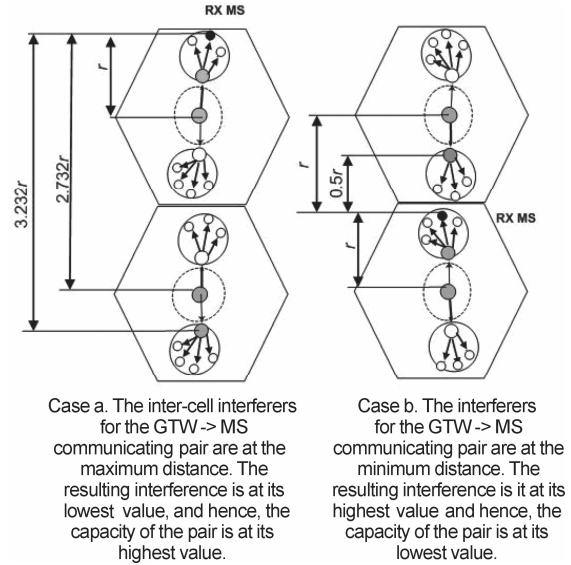 RX MS
r
2.732r
3.232r
Case a. The inter-cell interferers
for the GTW -> MS
communicating pair are at the
maximum distance. The
resulting interference is at its
lowest value, and hence, the
capacity of the pair is at its
highest value.
r
0.5r
RX MS
r
Case b. The interferers
for the GTW -> MS
communicating pair are at the
minimum distance. The
resulting interference is it at its
highest value and hence, the
capacity of the pair is at its
lowest value.